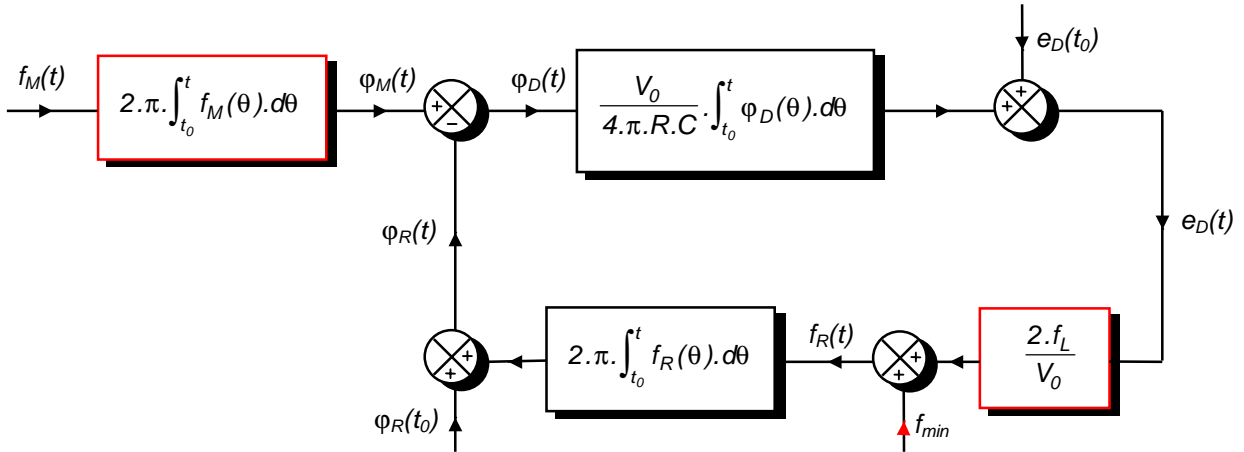 e_D(t_0)
f_M(t)
2.π.∫_{t_0}^{t} f_M(θ).dθ
φ_M(t)
+
−
φ_D(t)
V_0/(4.π.R.C).∫_{t_0}^{t} φ_D(θ).dθ
+
+
e_D(t)
φ_R(t)
+
+
2.π.∫_{t_0}^{t} f_R(θ).dθ
f_R(t)
+
+
2.f_L/V_0
φ_R(t_0)
f_min